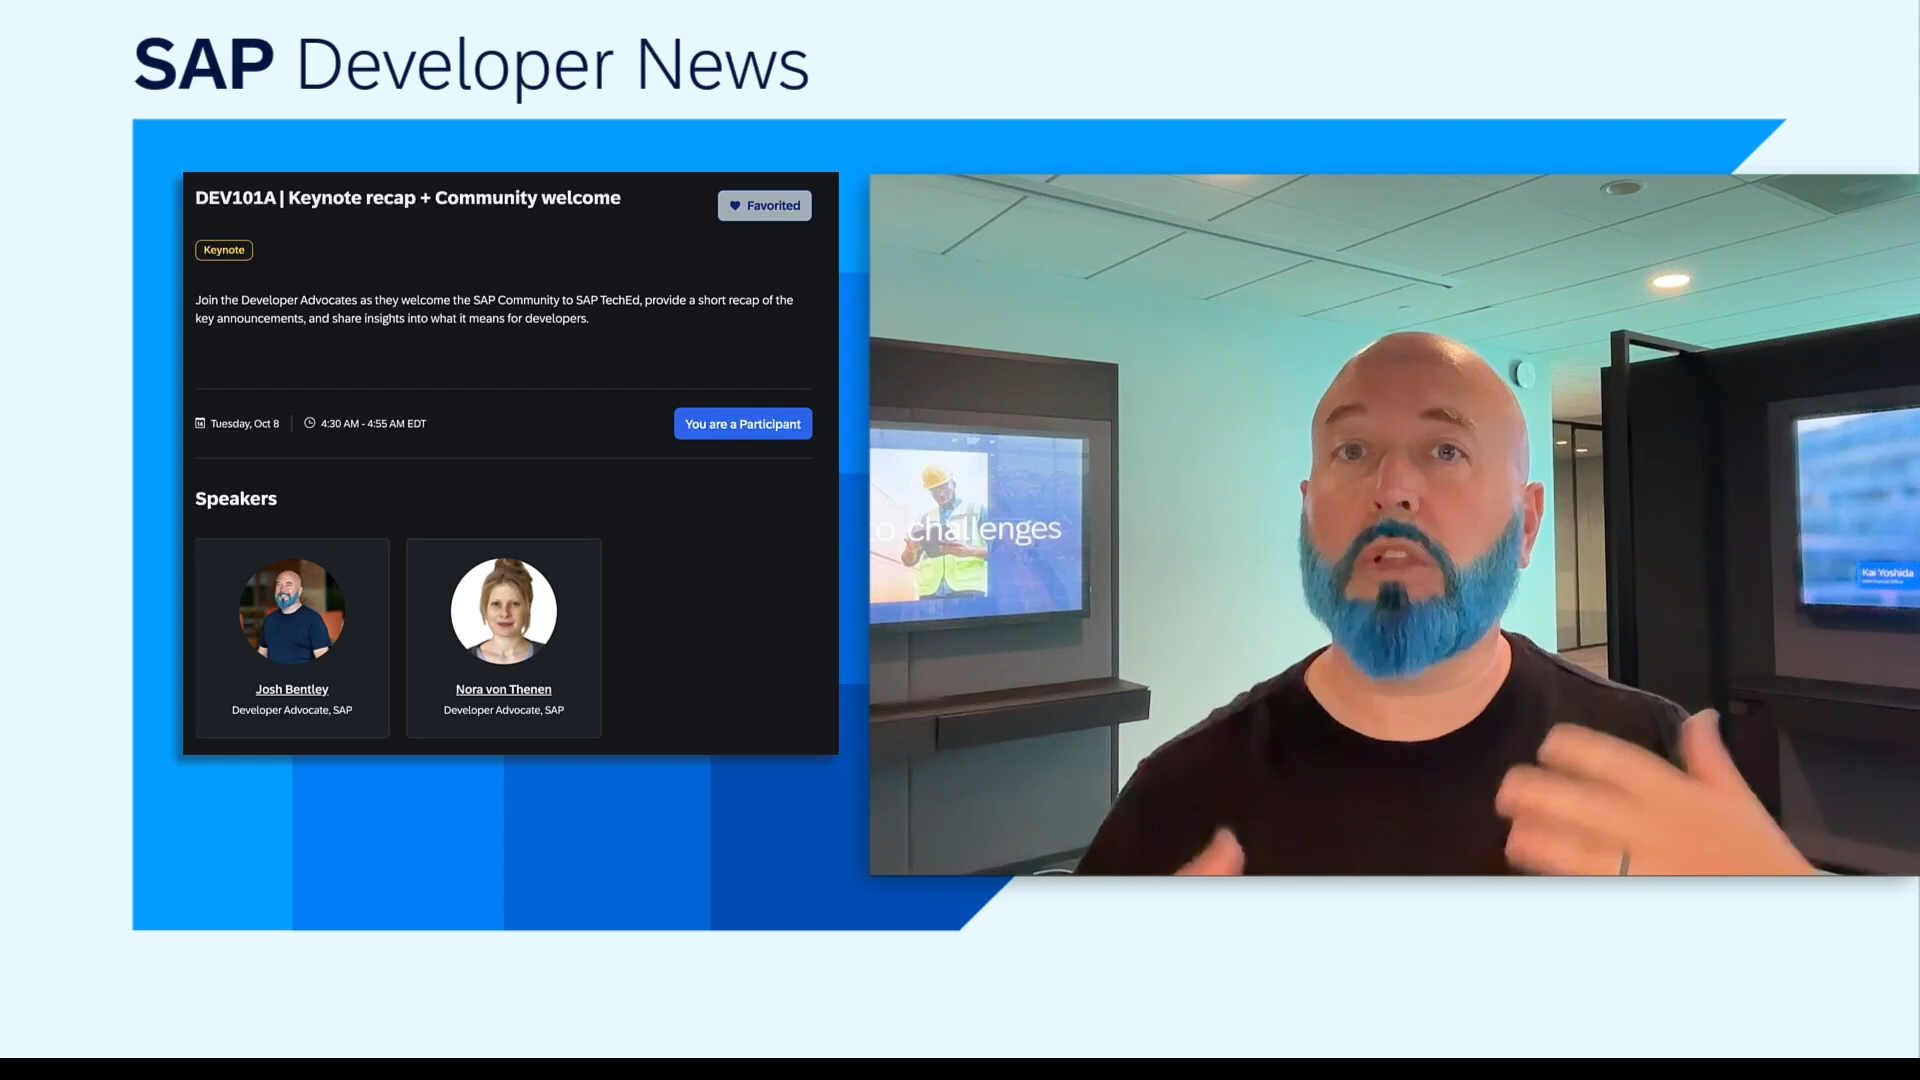 SAP Developer News
DEV101A | Keynote recap + Community welcome
Favorited
Keynote
Join the Developer Advocates as they welcome the SAP Community to SAP TechEd, provide a short recap of the
key announcements, and share insights into what it means for developers.
Tuesday, Oct 8
4:30 AM - 4:55 AM EDT
You are a Participant
Speakers
Josh Bentley
Developer Advocate, SAP
Nora von Thenen
Developer Advocate, SAP
to challenges
Kai Yoshida